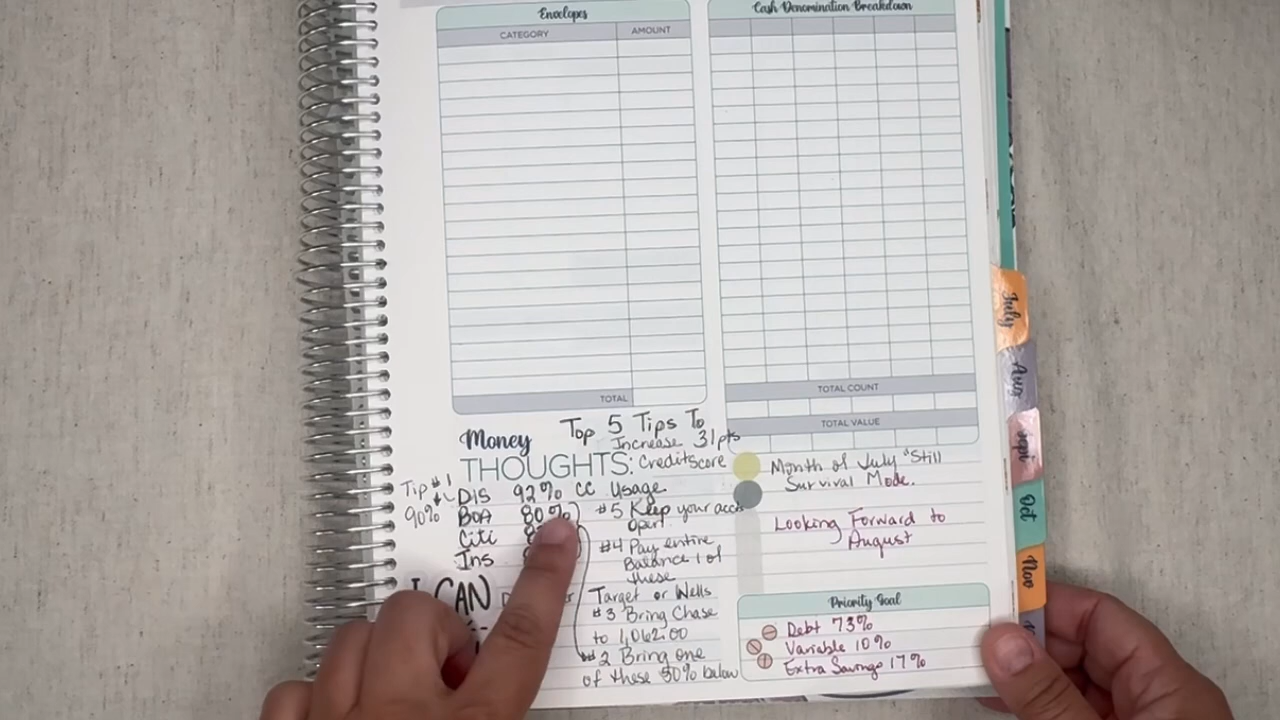 Envelopes
CATEGORY AMOUNT
TOTAL
Cash Denomination Breakdown
TOTAL COUNT
TOTAL VALUE
Money
THOUGHTS:
Top 5 Tips To
Increase 31pts
Credit Score
Tip #1
90%
Dis 92% CC Usage
BOA 80%
Citi
Ins
I CAN
#5 Keep your
open
#4 Pay entire
Balance 1 of
these
Target or Wells
#3 Bring Chase
to 1,062.00
#2 Bring one
of these 50% below
Month of July "Still
Survival Mode.
Looking Forward to
August
Priority Goal
Debt 73%
Variable 10%
Extra Savings 17%
July
Aug
Sept
Oct
Nov